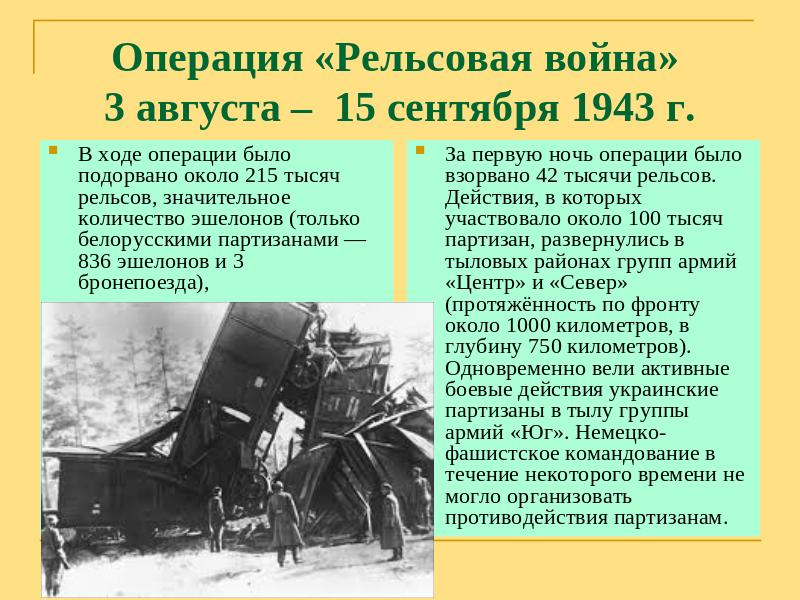 Операция «Рельсовая война»
3 августа – 15 сентября 1943 г.
В ходе операции было
подорвано около 215 тысяч
рельсов, значительное
количество эшелонов (только
белорусскими партизанами —
836 эшелонов и 3
бронепоезда),
За первую ночь операции было
взорвано 42 тысячи рельсов.
Действия, в которых
участвовало около 100 тысяч
партизан, развернулись в
тыловых районах групп армий
«Центр» и «Север»
(протяжённость по фронту
около 1000 километров, в
глубину 750 километров).
Одновременно вели активные
боевые действия украинские
партизаны в тылу группы
армий «Юг». Немецко-
фашистское командование в
течение некоторого времени не
могло организовать
противодействия партизанам.